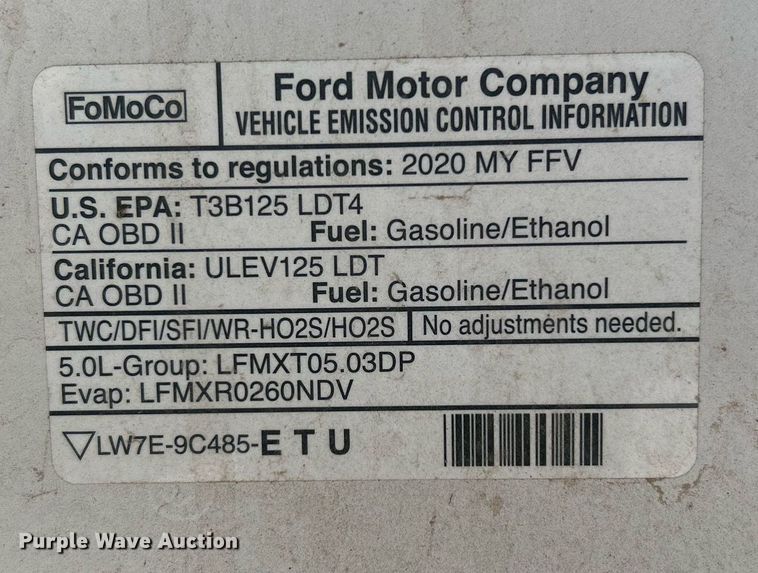 FoMoCo
Ford Motor Company
VEHICLE EMISSION CONTROL INFORMATION
Conforms to regulations: 2020 MY FFV
U.S. EPA: T3B125 LDT4
CA OBD II Fuel: Gasoline/Ethanol
California: ULEV125 LDT
CA OBD II Fuel: Gasoline/Ethanol
TWC/DFI/SFI/WR-HO2S/HO2S No adjustments needed.
5.0L-Group: LFMXT05.03DP
Evap: LFMXR0260NDV
LW7E-9C485-E T U
Purple Wave Auction